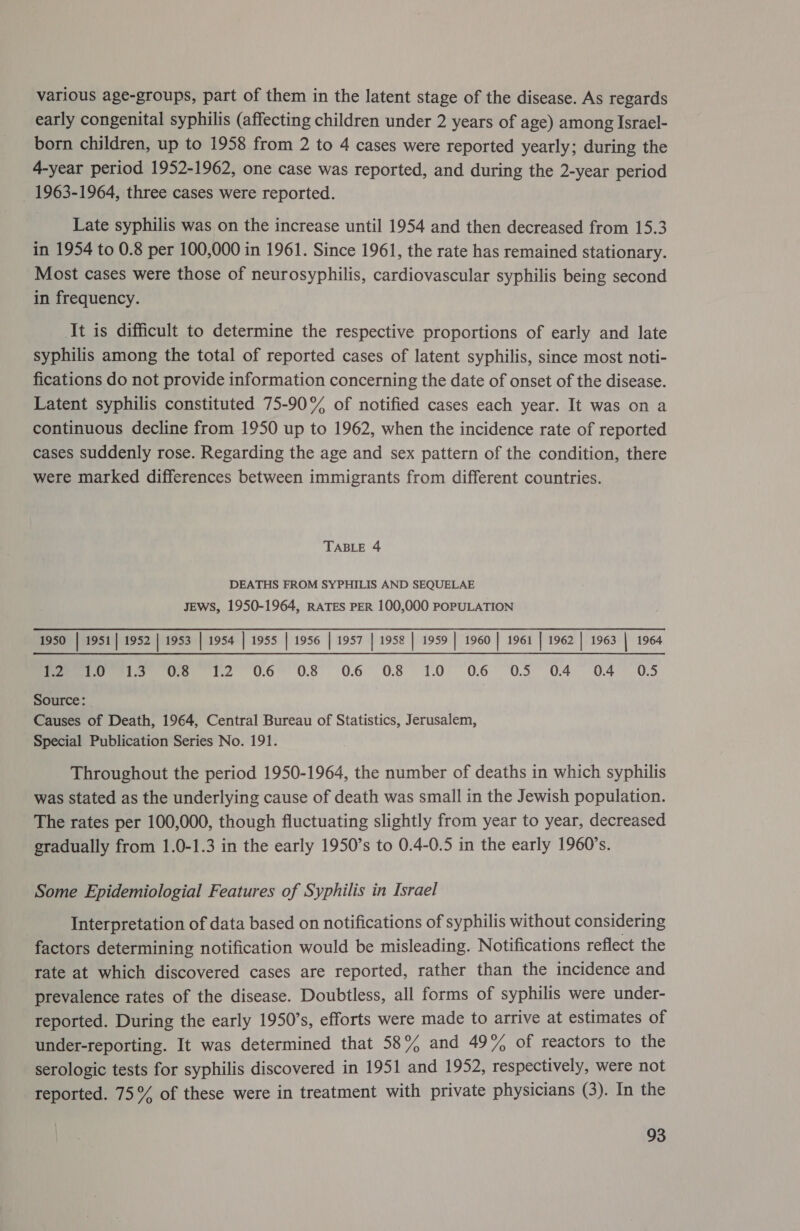 various age-groups, part of them in the latent stage of the disease. As regards
early congenital syphilis (affecting children under 2 years of age) among Israel-
born children, up to 1958 from 2 to 4 cases were reported yearly; during the
4-year period 1952-1962, one case was reported, and during the 2-year period
1963-1964, three cases were reported.
Late syphilis was on the increase until 1954 and then decreased from 15.3
in 1954 to 0.8 per 100,000 in 1961. Since 1961, the rate has remained stationary.
Most cases were those of neurosyphilis, cardiovascular syphilis being second
in frequency.
It is difficult to determine the respective proportions of early and late
syphilis among the total of reported cases of latent syphilis, since most noti-
fications do not provide information concerning the date of onset of the disease.
Latent syphilis constituted 75-90% of notified cases each year. It was on a
continuous decline from 1950 up to 1962, when the incidence rate of reported
cases suddenly rose. Regarding the age and sex pattern of the condition, there
were marked differences between immigrants from different countries.
TABLE 4
DEATHS FROM SYPHILIS AND SEQUELAE
JEWS, 1950-1964, RATES PER 100,000 POPULATION
1950 | 1951 | 1952 | 1953 | 1954 | 1955 | 1956 | 1957 | 1958 | 1959 | 1960 | 1961 | 1962 | 1963 | 1964
1.2 1.0 1.3 0.8 1.2 0.6 0.8 0.6 0.8 1.0 0.6 0.5 0.4 0.4 0.5
Source:
Causes of Death, 1964, Central Bureau of Statistics, Jerusalem,
Special Publication Series No. 191.
Throughout the period 1950-1964, the number of deaths in which syphilis
was stated as the underlying cause of death was small in the Jewish population.
The rates per 100,000, though fluctuating slightly from year to year, decreased
gradually from 1.0-1.3 in the early 1950's to 0.4-0.5 in the early 1960's.
Some Epidemiologial Features of Syphilis in Israel
Interpretation of data based on notifications of syphilis without considering
factors determining notification would be misleading. Notifications reflect the
rate at which discovered cases are reported, rather than the incidence and
prevalence rates of the disease. Doubtless, all forms of syphilis were under-
reported. During the early 1950's, efforts were made to arrive at estimates of
under-reporting. It was determined that 58% and 49% of reactors to the
serologic tests for syphilis discovered in 1951 and 1952, respectively, were not
reported. 75% of these were in treatment with private physicians (3). In the
93